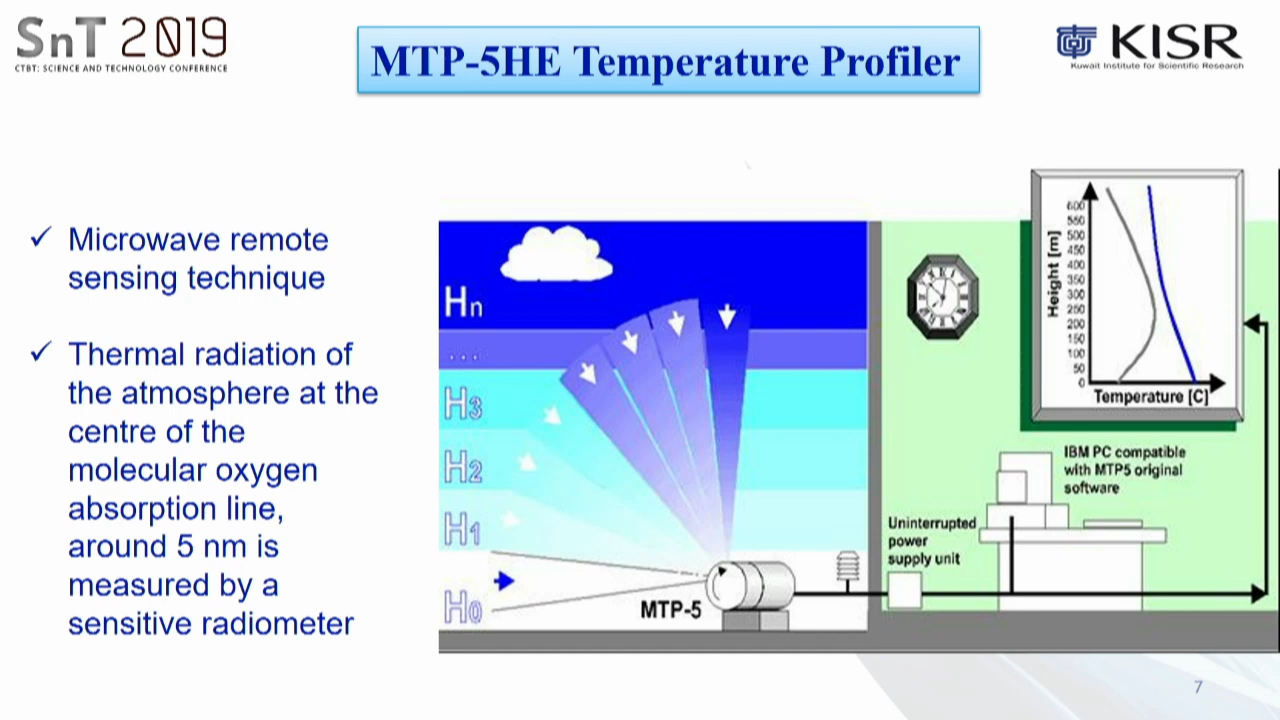 SnT 2019
CTBT: SCIENCE AND TECHNOLOGY CONFERENCE
MTP-5HE Temperature Profiler
KISR
Kuwait Institute for Scientific Research
✓ Microwave remote
sensing technique
✓ Thermal radiation of
the atmosphere at the
centre of the
molecular oxygen
absorption line,
around 5 nm is
measured by a
sensitive radiometer
Hn
...
H3
H2
H1
H0
MTP-5
Height [m]
600
550
500
450
400
350
300
250
200
150
100
50
0
Temperature [C]
IBM PC compatible
with MTP5 original
software
Uninterrupted
power
supply unit
7